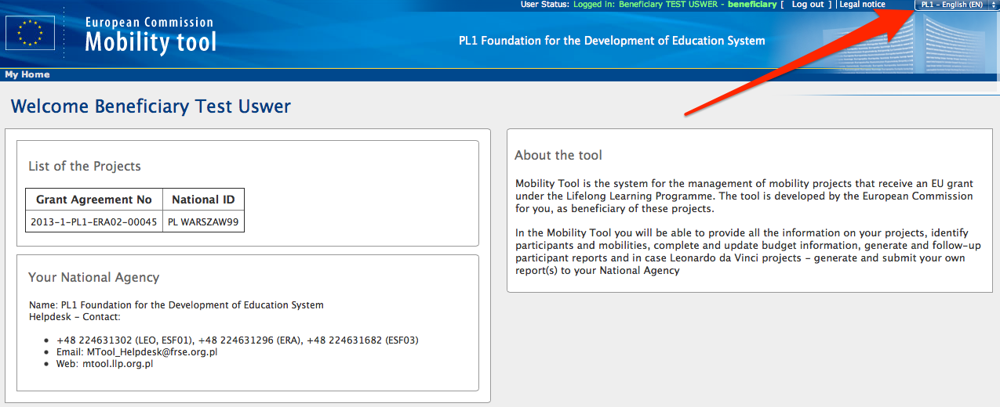 User Status: Logged in: Beneficiary TEST USWER - beneficiary [ Log out ] | Legal notice
PL1 - English (EN)
European Commission
Mobility tool
PL1 Foundation for the Development of Education System
My Home
Welcome Beneficiary Test Uswer
List of the Projects
Grant Agreement No National ID
2013-1-PL1-ERA02-00045 PL WARSZAW99
Your National Agency
Name: PL1 Foundation for the Development of Education System
Helpdesk - Contact:
• +48 224631302 (LEO, ESF01), +48 224631296 (ERA), +48 224631682 (ESF03)
• Email: MTool_Helpdesk@frse.org.pl
• Web: mtool.llp.org.pl
About the tool
Mobility Tool is the system for the management of mobility projects that receive an EU grant
under the Lifelong Learning Programme. The tool is developed by the European Commission
for you, as beneficiary of these projects.
In the Mobility Tool you will be able to provide all the information on your projects, identify
participants and mobilities, complete and update budget information, generate and follow-up
participant reports and in case Leonardo da Vinci projects - generate and submit your own
report(s) to your National Agency